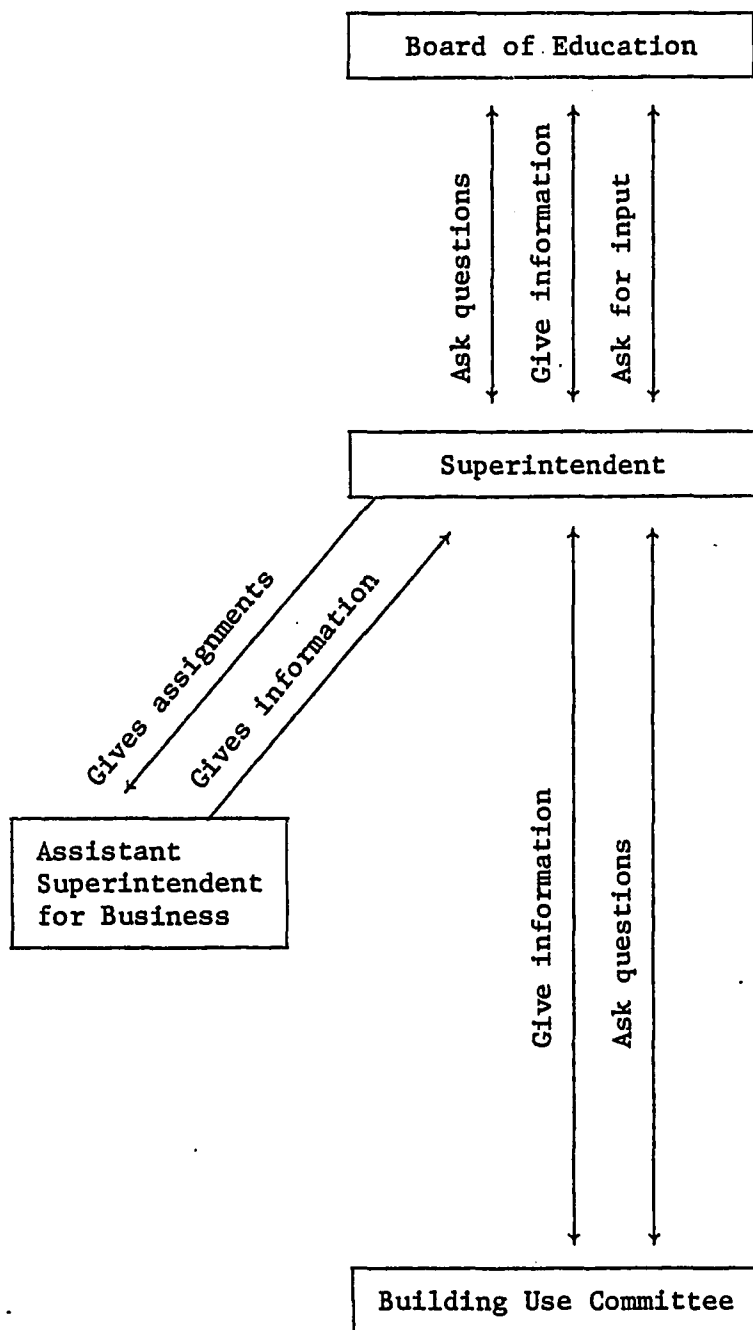 Board of Education
Ask questions
Give information
Ask for input
Superintendent
Gives assignments
Gives information
Assistant
Superintendent
for Business
Give information
Ask questions
Building Use Committee